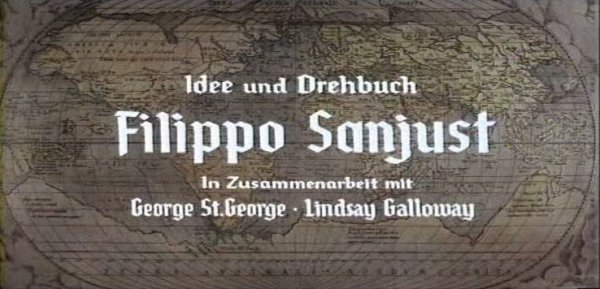 Idee und Drehbuch
Filippo Sanjust
In Zusammenarbeit mit
George St.George · Lindsay Galloway